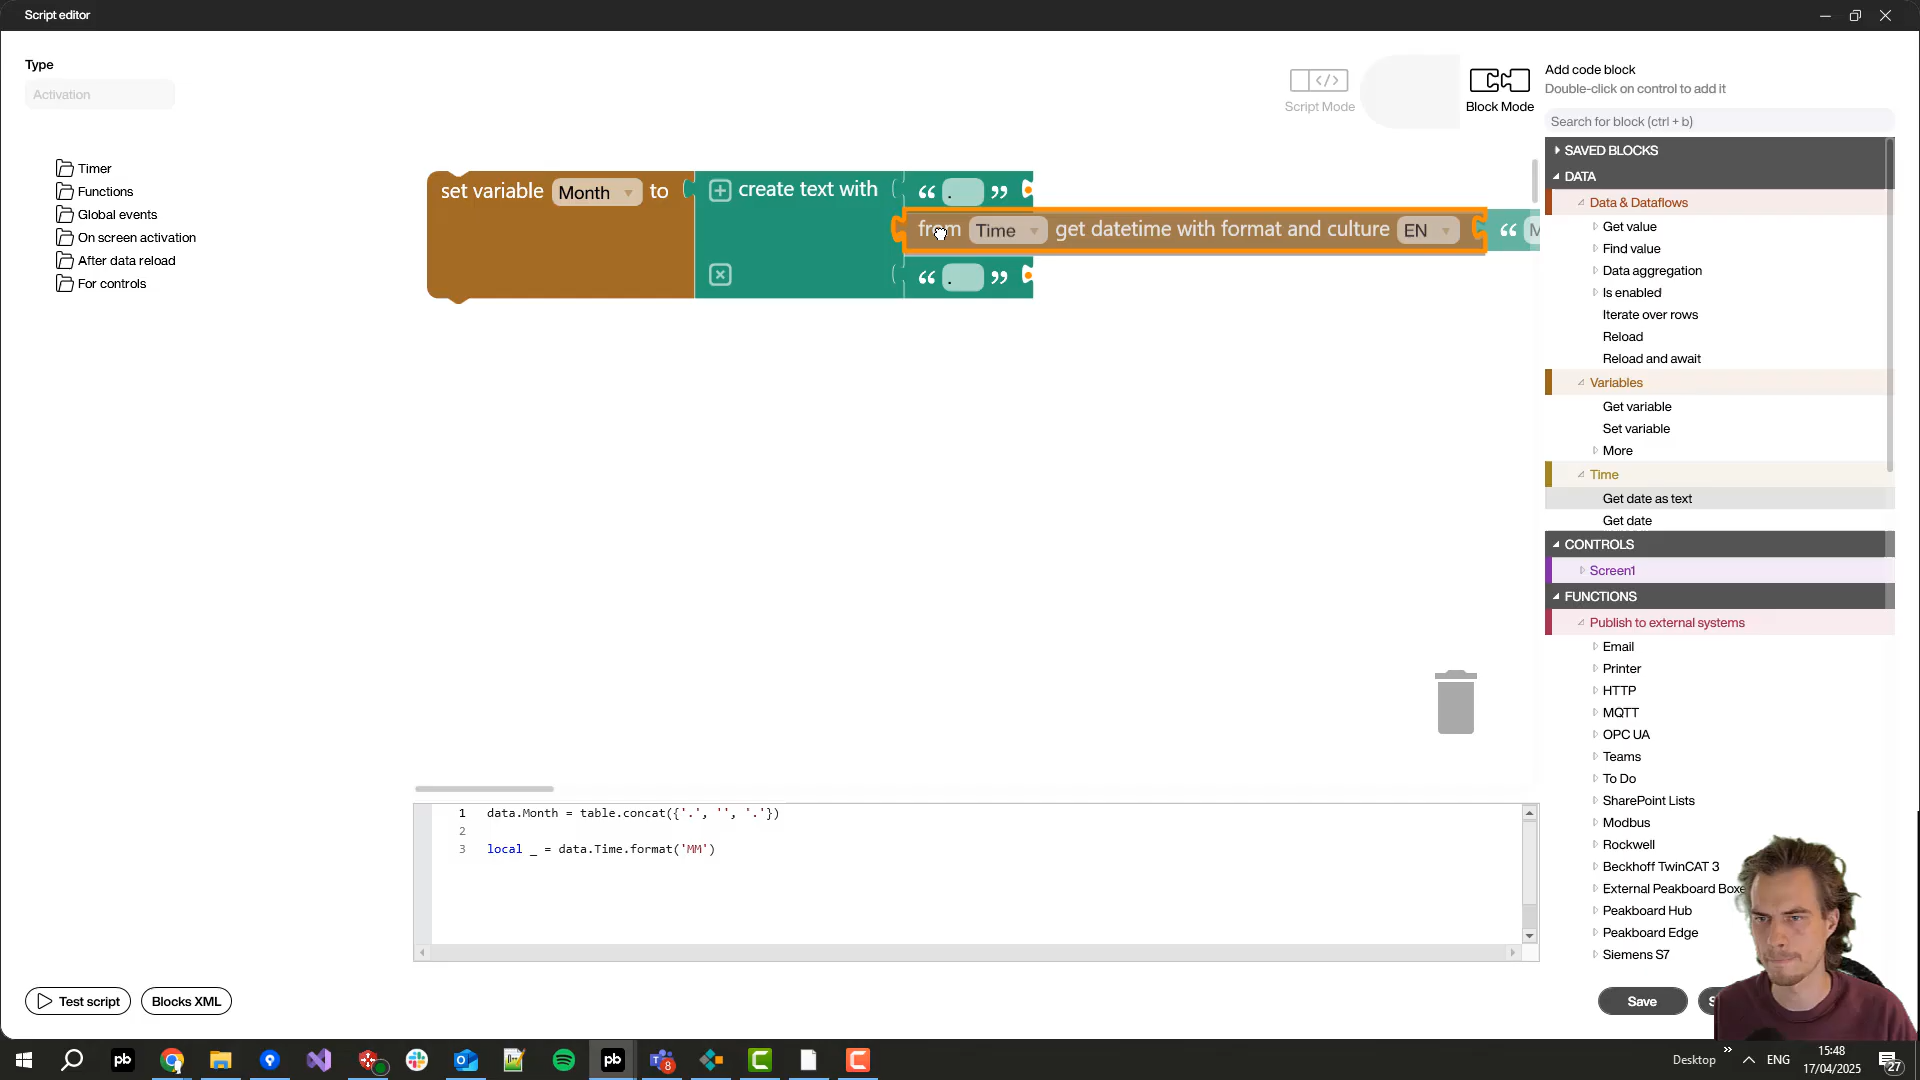 Script editor
Type
Activation
Timer
Functions
Global events
On screen activation
After data reload
For controls
Script Mode
Block Mode
set variable Month to create text with “ . ”
from Time get datetime with format and culture EN “ M
“ . ”
1 data.Month = table.concat({'.', '', '.'})
2
3 local _ = data.Time.format('MM')
Test script
Blocks XML
Add code block
Double-click on control to add it
Search for block (ctrl + b)
SAVED BLOCKS
DATA
Data & Dataflows
Get value
Find value
Data aggregation
Is enabled
Iterate over rows
Reload
Reload and await
Variables
Get variable
Set variable
More
Time
Get date as text
Get date
CONTROLS
Screen1
FUNCTIONS
Publish to external systems
Email
Printer
HTTP
MQTT
OPC UA
Teams
To Do
SharePoint Lists
Modbus
Rockwell
Beckhoff TwinCAT 3
External Peakboard Boxe
Peakboard Hub
Peakboard Edge
Siemens S7
Save
S
pb
pb
8
Desktop
ENG
15:48
17/04/2025
27